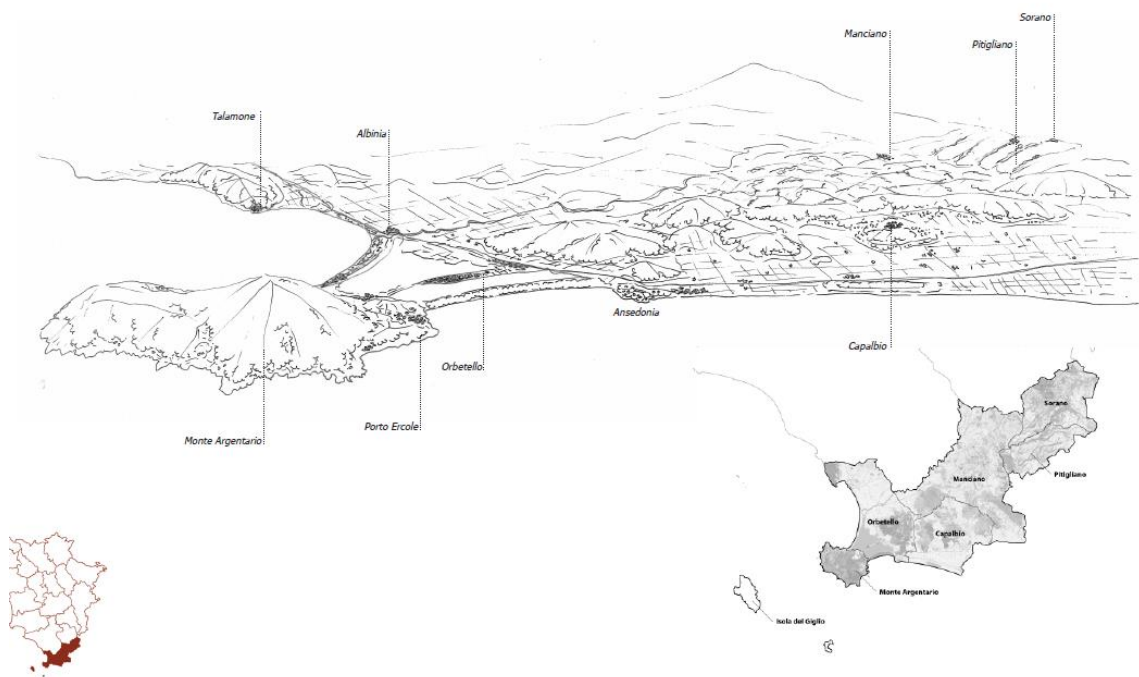 Sorano
Manciano
Pitigliano
Talamone
Albinia
Ansedonia
Capalbio
Orbetello
Porto Ercole
Monte Argentario
Sorano
Pitigliano
Manciano
Orbetello
Capalbio
Monte Argentario
Isola del Giglio